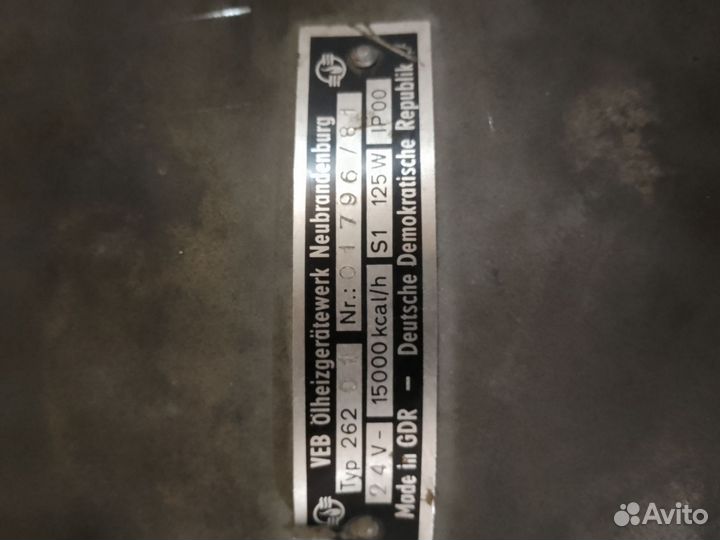 VEB Ölheizgerätewerk Neubrandenburg
Typ 262 Nr.: 01796/81
24V- 15000 kcal/h S1 125W IP00
Made in GDR - Deutsche Demokratische Republik
Avito